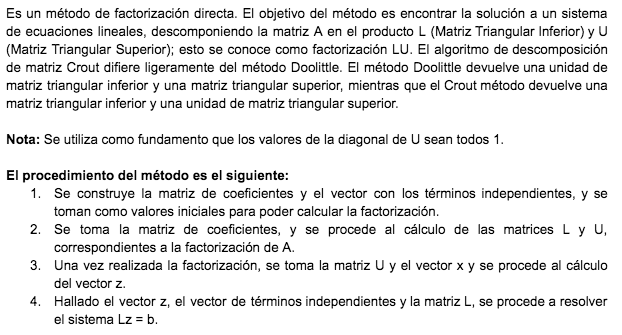 Es un método de factorización directa. El objetivo del método es encontrar la solución a un sistema
de ecuaciones lineales, descomponiendo la matriz A en el producto L (Matriz Triangular Inferior) y U
(Matriz Triangular Superior); esto se conoce como factorización LU. El algoritmo de descomposición
de matriz Crout difiere ligeramente del método Doolittle. El método Doolittle devuelve una unidad de
matriz triangular inferior y una matriz triangular superior, mientras que el Crout método devuelve una
matriz triangular inferior y una unidad de matriz triangular superior.
Nota: Se utiliza como fundamento que los valores de la diagonal de U sean todos 1.
El procedimiento del método es el siguiente:
1. Se construye la matriz de coeficientes y el vector con los términos independientes, y se
toman como valores iniciales para poder calcular la factorización.
2. Se toma la matriz de coeficientes, y se procede al cálculo de las matrices L y U,
correspondientes a la factorización de A.
3. Una vez realizada la factorización, se toma la matriz U y el vector x y se procede al cálculo
del vector z.
4. Hallado el vector z, el vector de términos independientes y la matriz L, se procede a resolver
el sistema Lz = b.